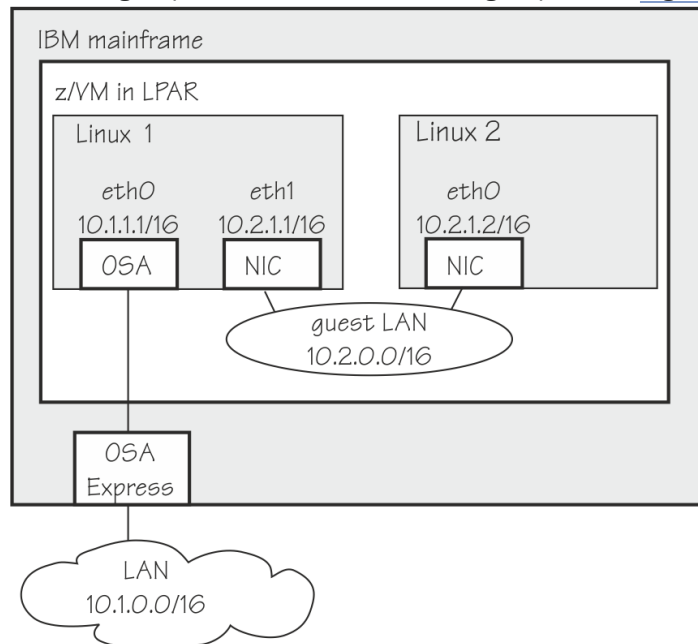 IBM mainframe
z/VM in LPAR
Linux 1
Linux 2
eth0
eth1
eth0
10.1.1.1/16
10.2.1.1/16
10.2.1.2/16
OSA
NIC
NIC
guest LAN
10.2.0.0/16
OSA
Express
LAN
10.1.0.0/16